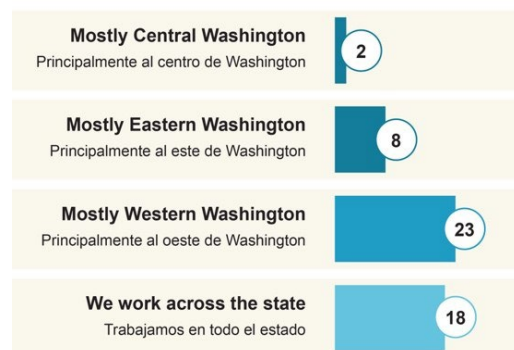 Mostly Central Washington
Principalmente al centro de Washington
2
Mostly Eastern Washington
Principalmente al este de Washington
8
Mostly Western Washington
Principalmente al oeste de Washington
23
We work across the state
Trabajamos en todo el estado
18